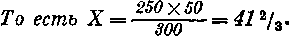 То есть X = 250 × 50 / 300 = 41 2/3.